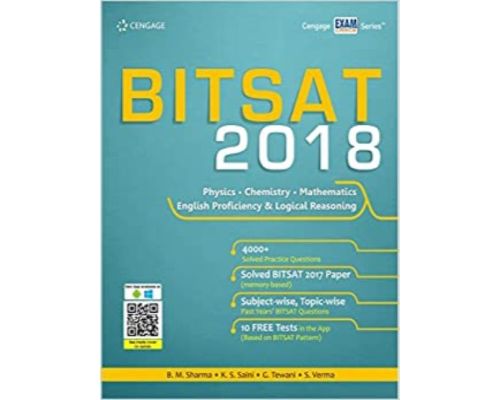 CENGAGE
Cengage EXAM Series™
BITSAT
2018
Physics • Chemistry • Mathematics
English Proficiency & Logical Reasoning
4000+
Solved Practice Questions
Solved BITSAT 2017 Paper
(memory-based)
Subject-wise, Topic-wise
Past Years' BITSAT Questions
10 FREE Tests in the App
(Based on BITSAT Pattern)
B. M. Sharma • K. S. Saini • G. Tewani • S. Verma